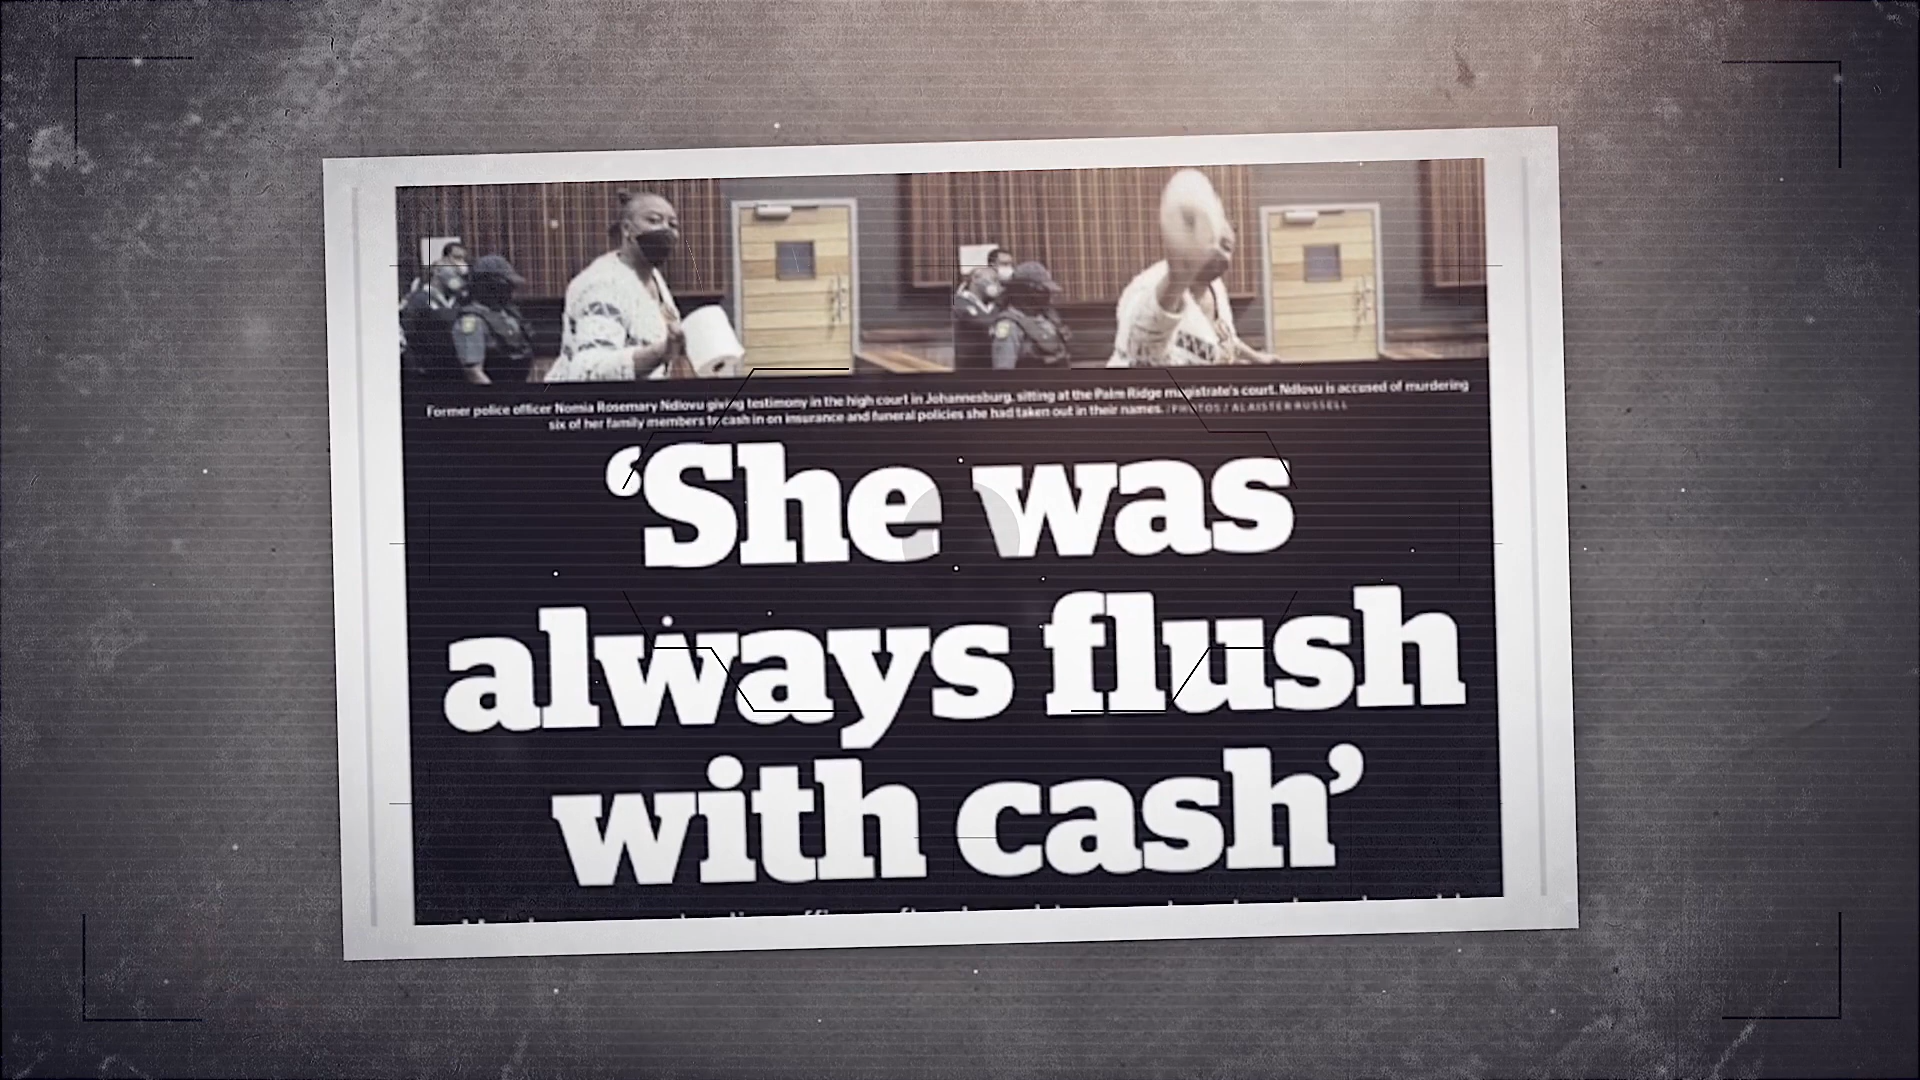 Former police officer Nomia Rosemary Ndlovu giving testimony in the high court in Johannesburg, sitting at the Palm Ridge magistrate's court. Ndlovu is accused of murdering
six of her family members to cash in on insurance and funeral policies she had taken out in their names. /PHOTOS / ALAISTER RUSSELL
‘She was
always flush
with cash’